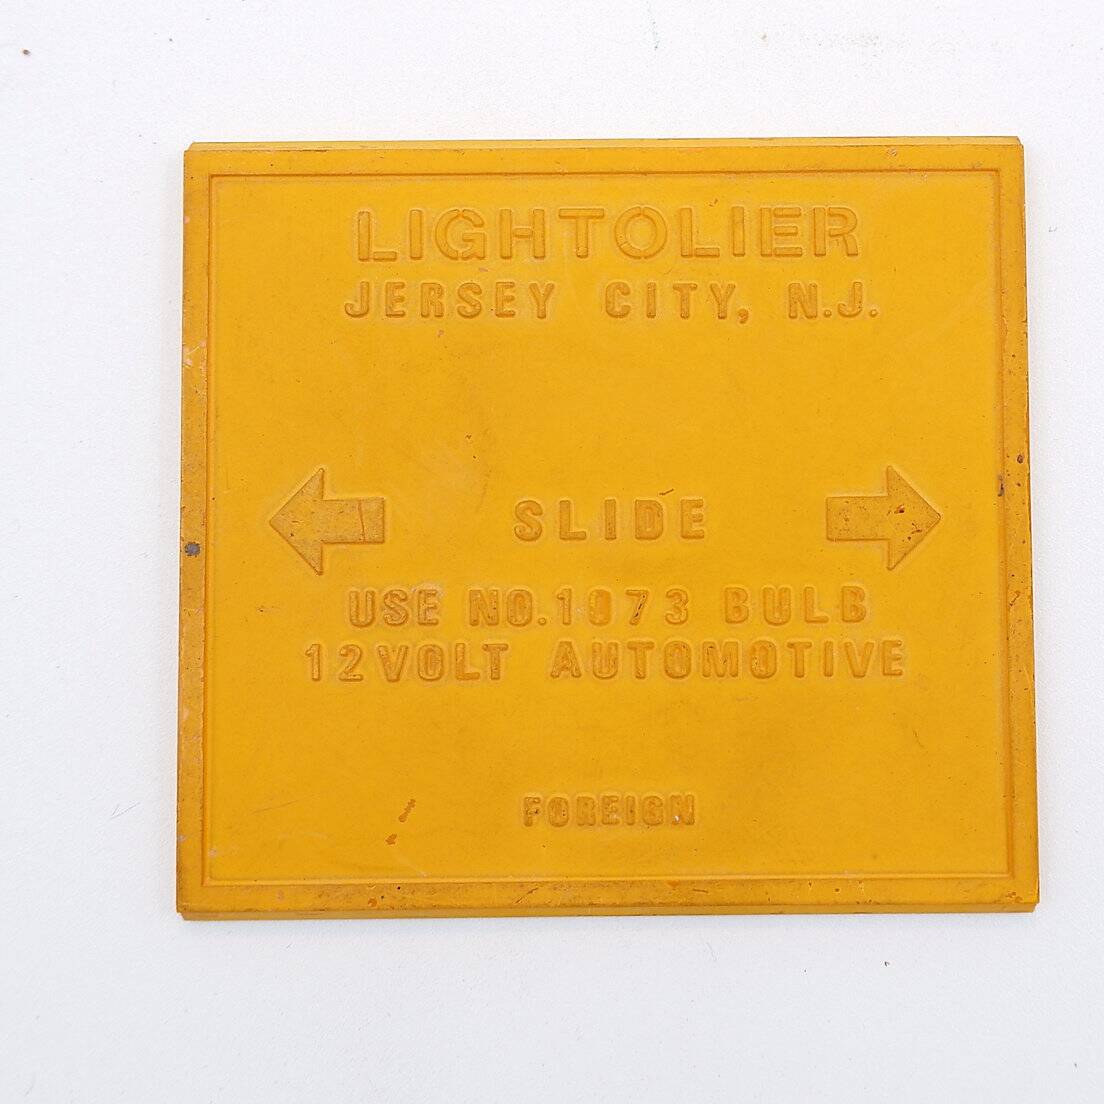 LIGHTOLIER
JERSEY CITY, N.J.
SLIDE
USE NO.1073 BULB
12VOLT AUTOMOTIVE
FOREIGN